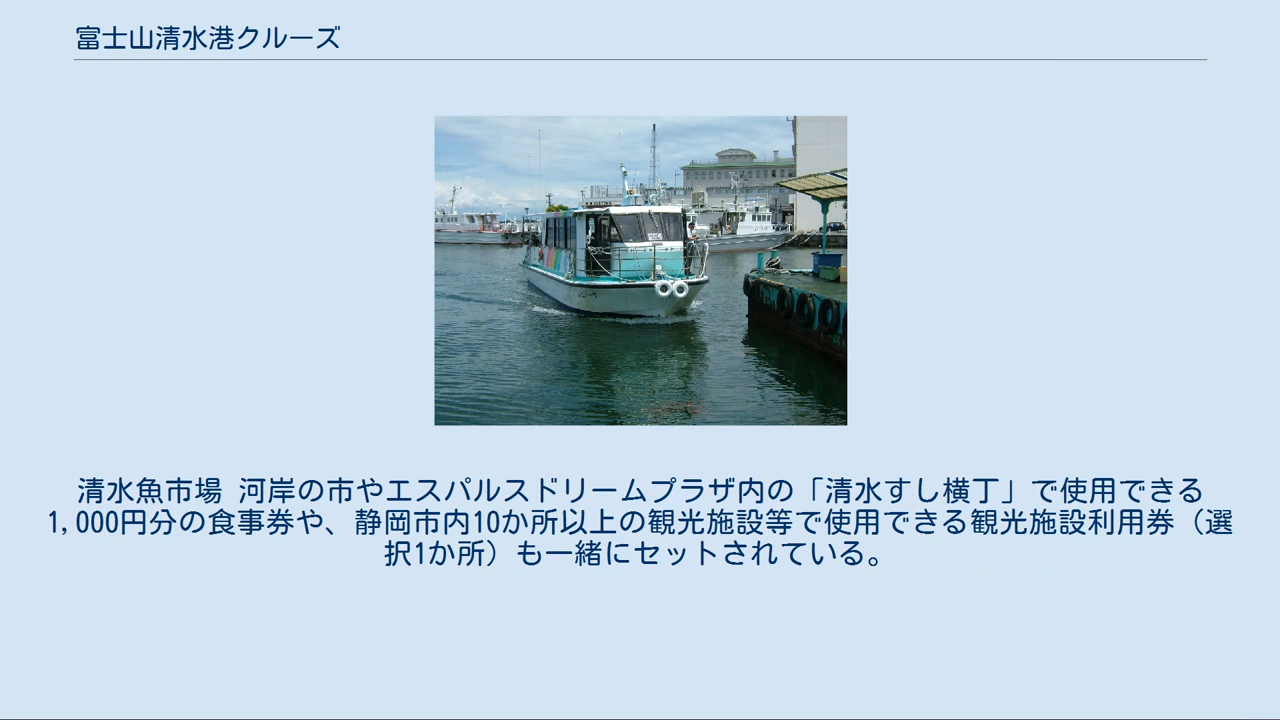 富士山清水港クルーズ
清水魚市場 河岸の市やエスパルスドリームプラザ内の「清水すし横丁」で使用できる
1,000円分の食事券や、静岡市内10か所以上の観光施設等で使用できる観光施設利用券（選
択1か所）も一緒にセットされている。